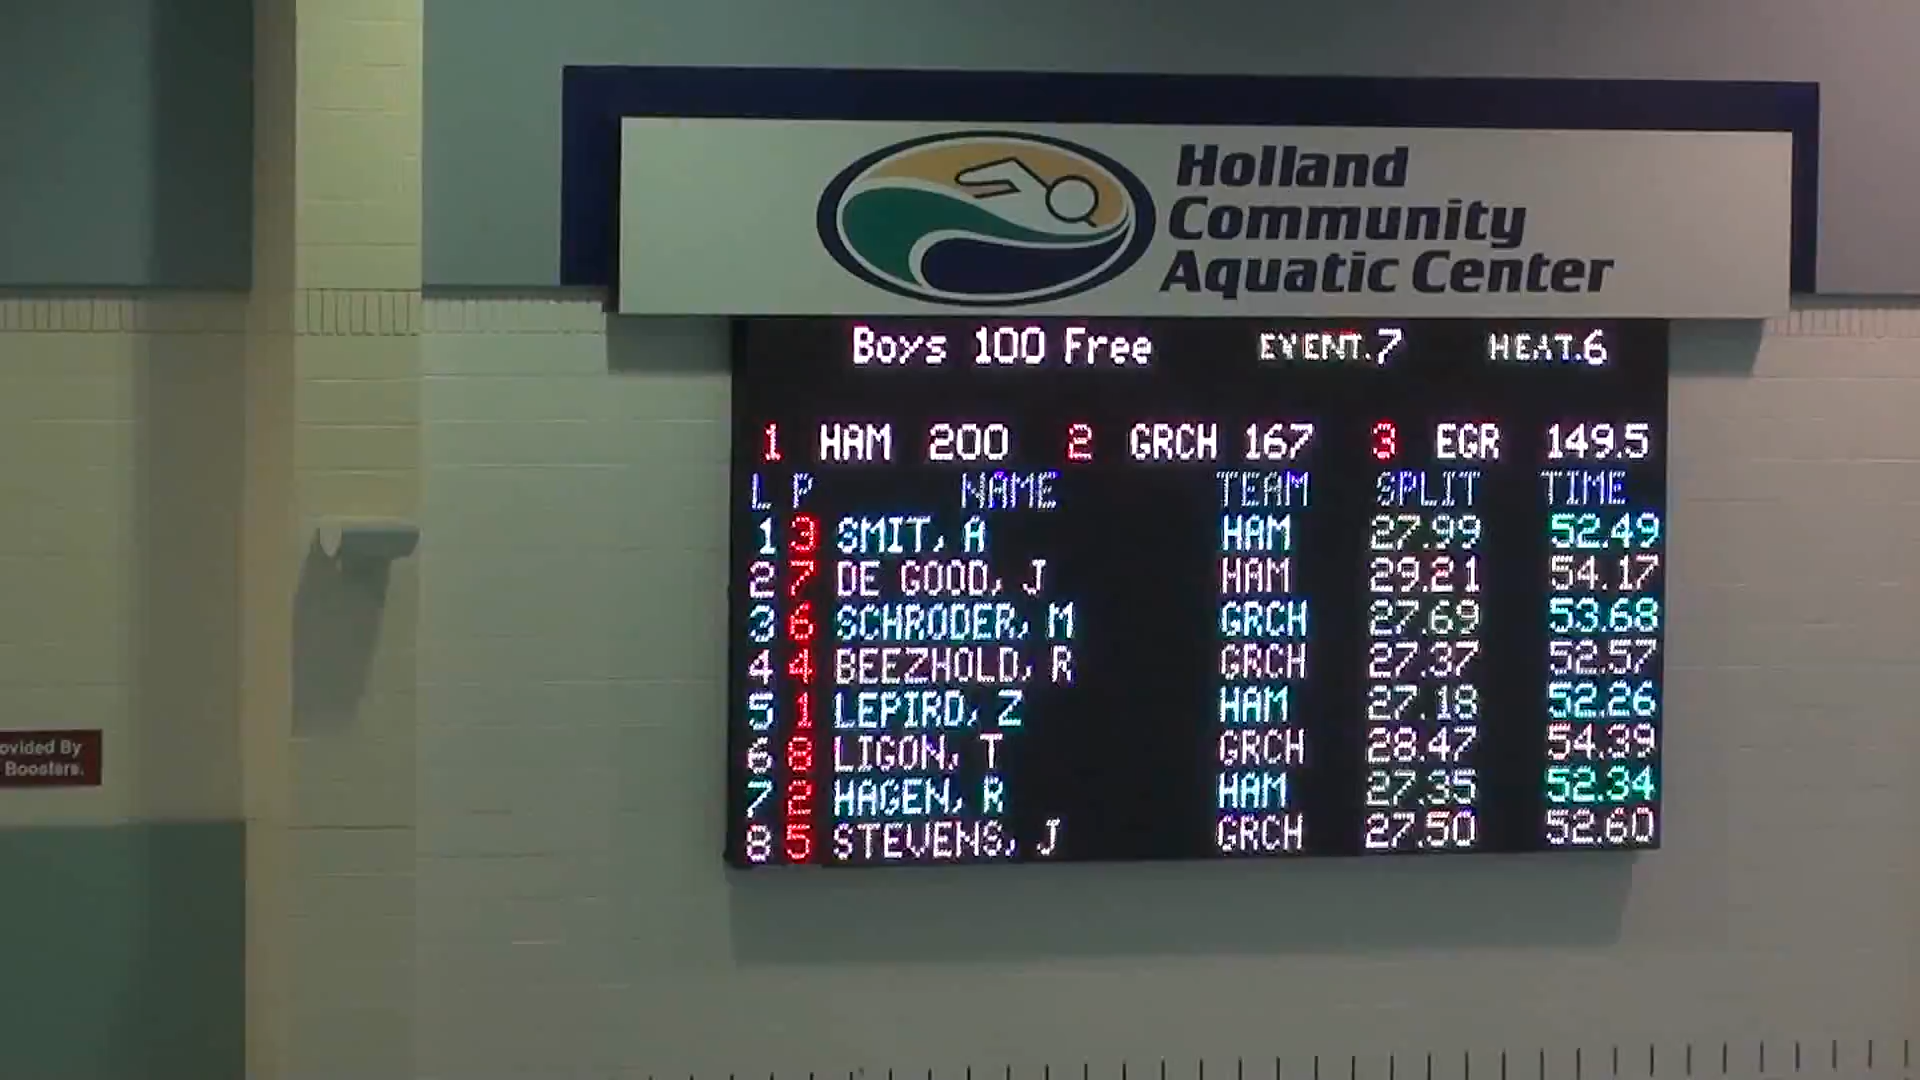 Holland
Community
Aquatic Center
Boys 100 Free EVENT.7 HEAT.6
1 HAM 200 2 GRCH 167 3 EGR 149.5
L P NAME TEAM SPLIT TIME
1 3 SMIT, A HAM 27.99 52.49
2 7 DE GOOD, J HAM 29.21 54.17
3 6 SCHRODER, M GRCH 27.69 53.68
4 4 BEEZHOLD, R GRCH 27.37 52.57
5 1 LEPIRD, Z HAM 27.18 52.26
6 8 LIGON, T GRCH 28.47 54.39
7 2 HAGEN, R HAM 27.35 52.34
8 5 STEVENS, J GRCH 27.50 52.60
ovided By
Boosters.